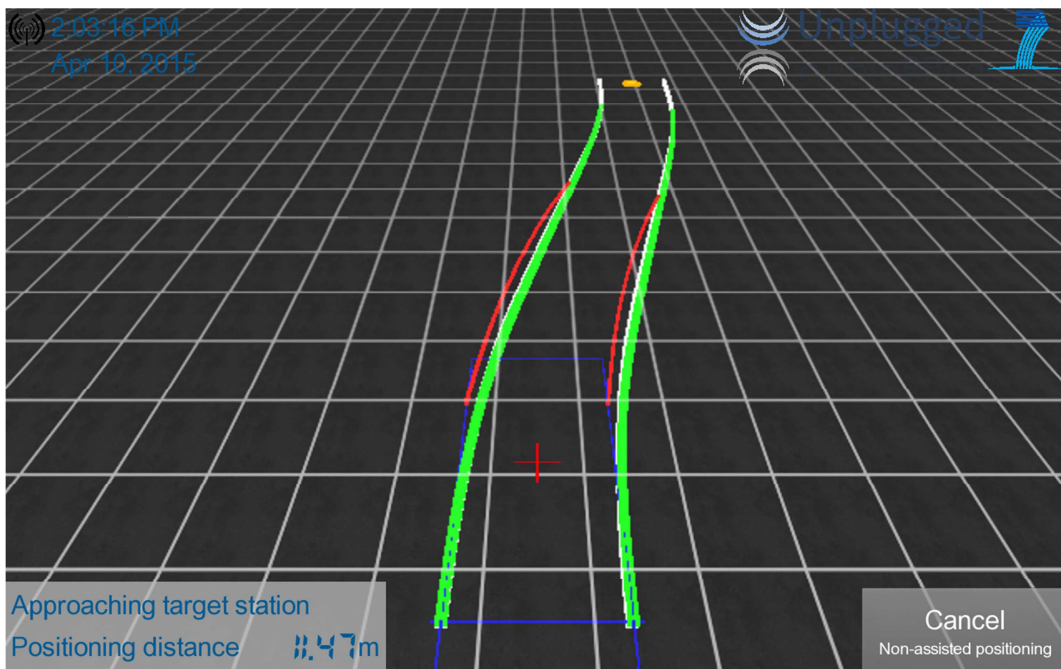 2:03:16 PM
Apr 10, 2015
Unplugged
7
Approaching target station
Positioning distance 11.47m
Cancel
Non-assisted positioning